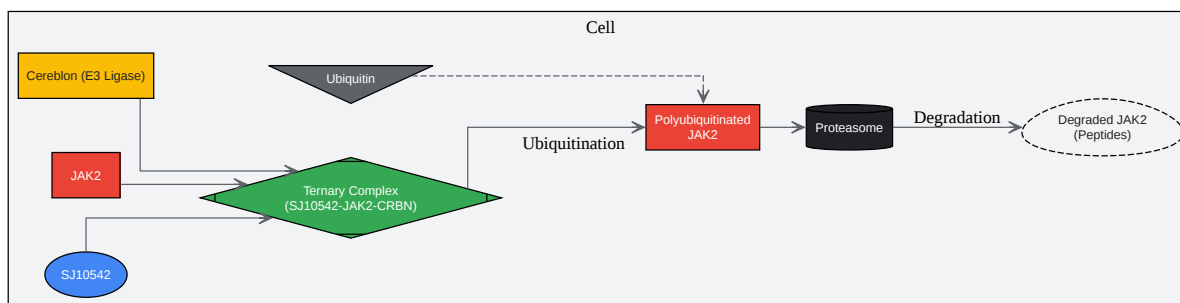 Cell
Cereblon (E3 Ligase)
Ubiquitin
Polyubiquitinated
JAK2
Proteasome
Degradation
Degraded JAK2
(Peptides)
Ubiquitination
JAK2
Ternary Complex
(SJ10542-JAK2-CRBN)
SJ10542